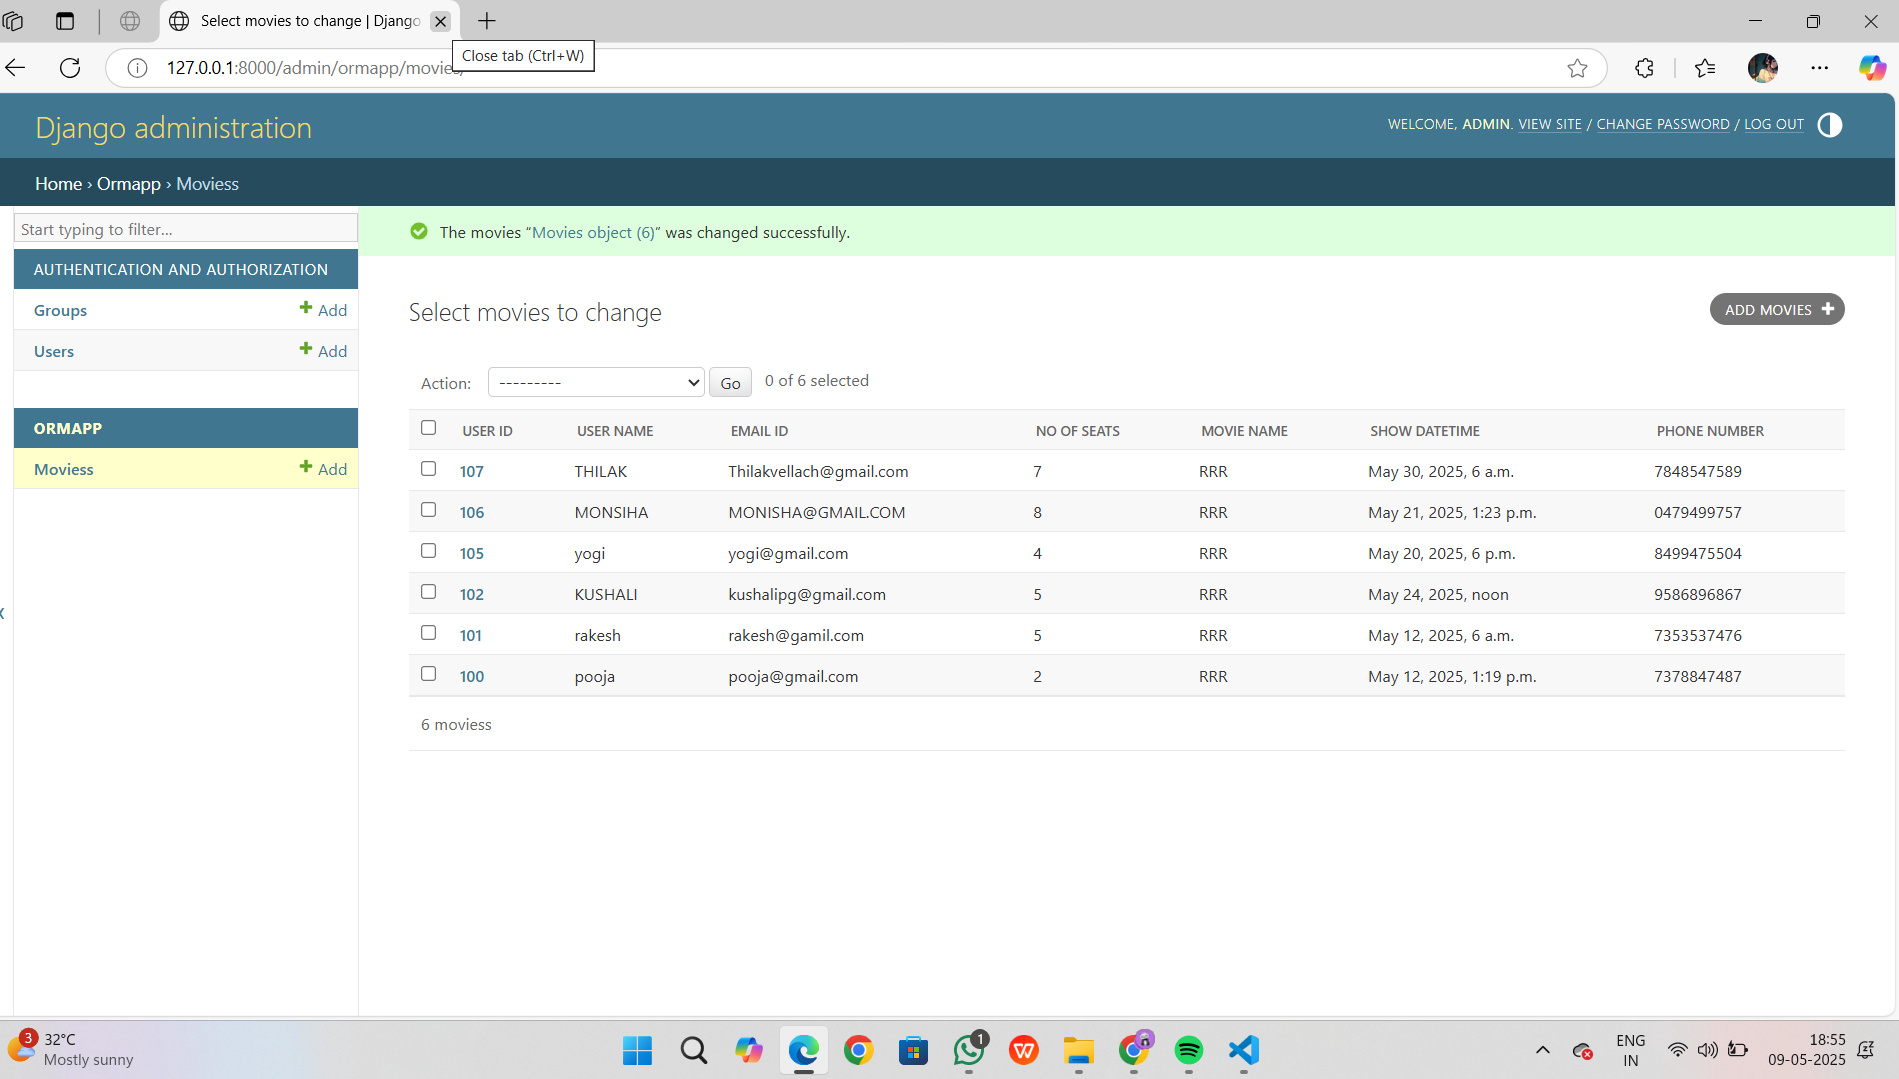 Select movies to change | Django
Close tab (Ctrl+W)
127.0.0.1:8000/admin/ormapp/movies/
Django administration
WELCOME, ADMIN. VIEW SITE / CHANGE PASSWORD / LOG OUT
Home › Ormapp › Moviess
Start typing to filter...
The movies “Movies object (6)” was changed successfully.
AUTHENTICATION AND AUTHORIZATION
Groups Add
Users Add
ORMAPP
Moviess Add
Select movies to change
ADD MOVIES
Action: --------- Go 0 of 6 selected
USER ID USER NAME EMAIL ID NO OF SEATS MOVIE NAME SHOW DATETIME PHONE NUMBER
107 THILAK Thilakvellach@gmail.com 7 RRR May 30, 2025, 6 a.m. 7848547589
106 MONSIHA MONISHA@GMAIL.COM 8 RRR May 21, 2025, 1:23 p.m. 0479499757
105 yogi yogi@gmail.com 4 RRR May 20, 2025, 6 p.m. 8499475504
102 KUSHALI kushalipg@gmail.com 5 RRR May 24, 2025, noon 9586896867
101 rakesh rakesh@gamil.com 5 RRR May 12, 2025, 6 a.m. 7353537476
100 pooja pooja@gmail.com 2 RRR May 12, 2025, 1:19 p.m. 7378847487
6 moviess
3
32°C
Mostly sunny
1
ENG
IN
18:55
09-05-2025